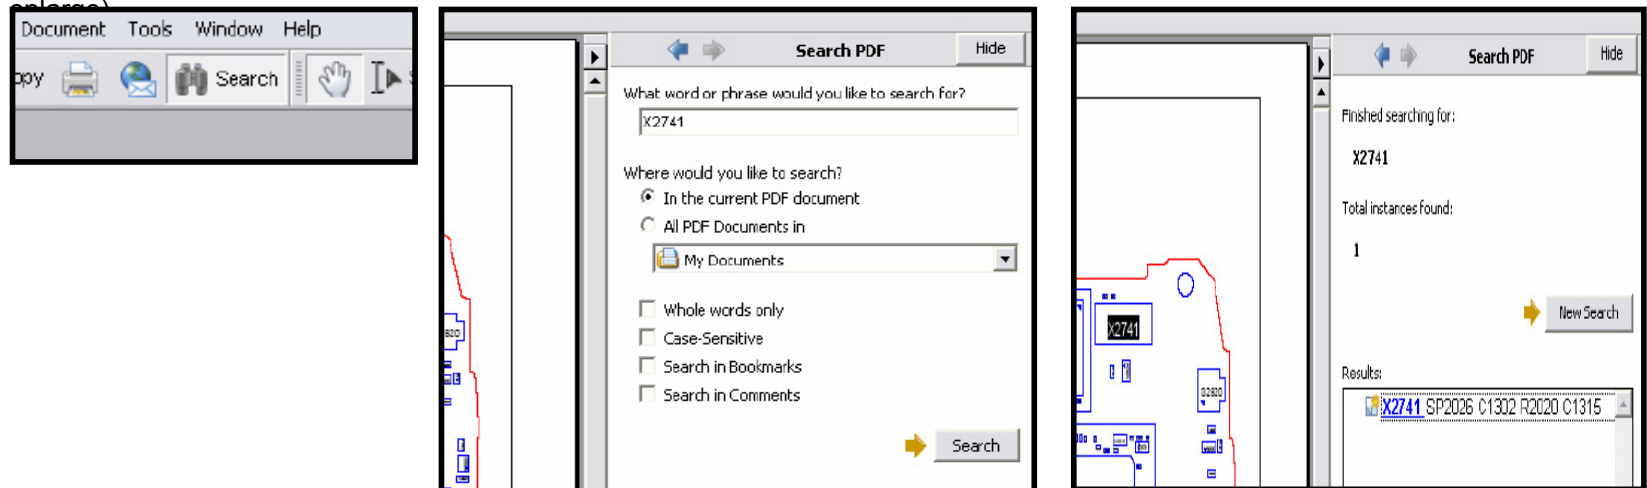 enlarge)
Document Tools Window Help
opy Search
Search PDF Hide
What word or phrase would you like to search for?
X2741
Where would you like to search?
In the current PDF document
All PDF Documents in
My Documents
Whole words only
Case-Sensitive
Search in Bookmarks
Search in Comments
Search
Search PDF Hide
Finished searching for:
X2741
Total instances found:
1
New Search
Results:
X2741 SP2026 C1302 R2020 C1315
X2741